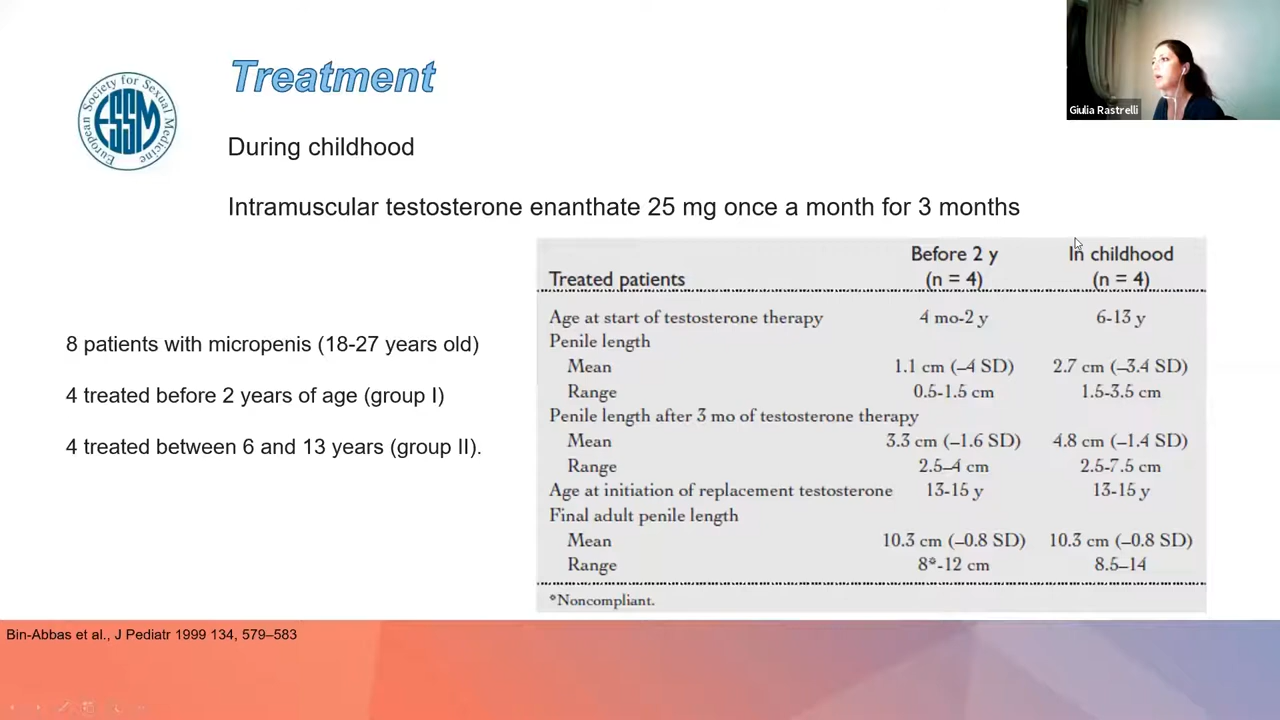 Giulia Rastrelli
European Society for Sexual Medicine
ESSM
Treatment
During childhood
Intramuscular testosterone enanthate 25 mg once a month for 3 months
8 patients with micropenis (18-27 years old)
4 treated before 2 years of age (group I)
4 treated between 6 and 13 years (group II).
Before 2 y In childhood
Treated patients (n = 4) (n = 4)
Age at start of testosterone therapy 4 mo-2 y 6-13 y
Penile length
Mean 1.1 cm (–4 SD) 2.7 cm (–3.4 SD)
Range 0.5-1.5 cm 1.5-3.5 cm
Penile length after 3 mo of testosterone therapy
Mean 3.3 cm (–1.6 SD) 4.8 cm (–1.4 SD)
Range 2.5–4 cm 2.5-7.5 cm
Age at initiation of replacement testosterone 13-15 y 13-15 y
Final adult penile length
Mean 10.3 cm (–0.8 SD) 10.3 cm (–0.8 SD)
Range 8*-12 cm 8.5–14
*Noncompliant.
Bin-Abbas et al., J Pediatr 1999 134, 579–583